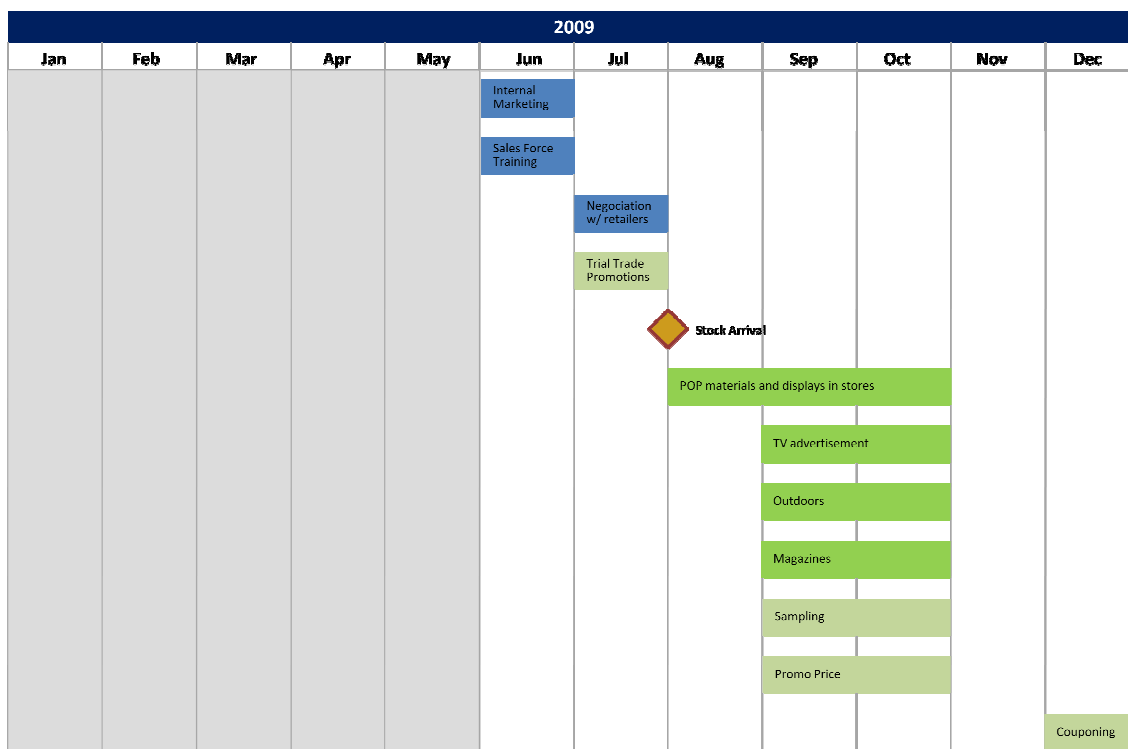 2009
Jan Feb Mar Apr May Jun Jul Aug Sep Oct Nov Dec
Internal
Marketing
Sales Force
Training
Negociation
w/ retailers
Trial Trade
Promotions
Stock Arrival
POP materials and displays in stores
TV advertisement
Outdoors
Magazines
Sampling
Promo Price
Couponing